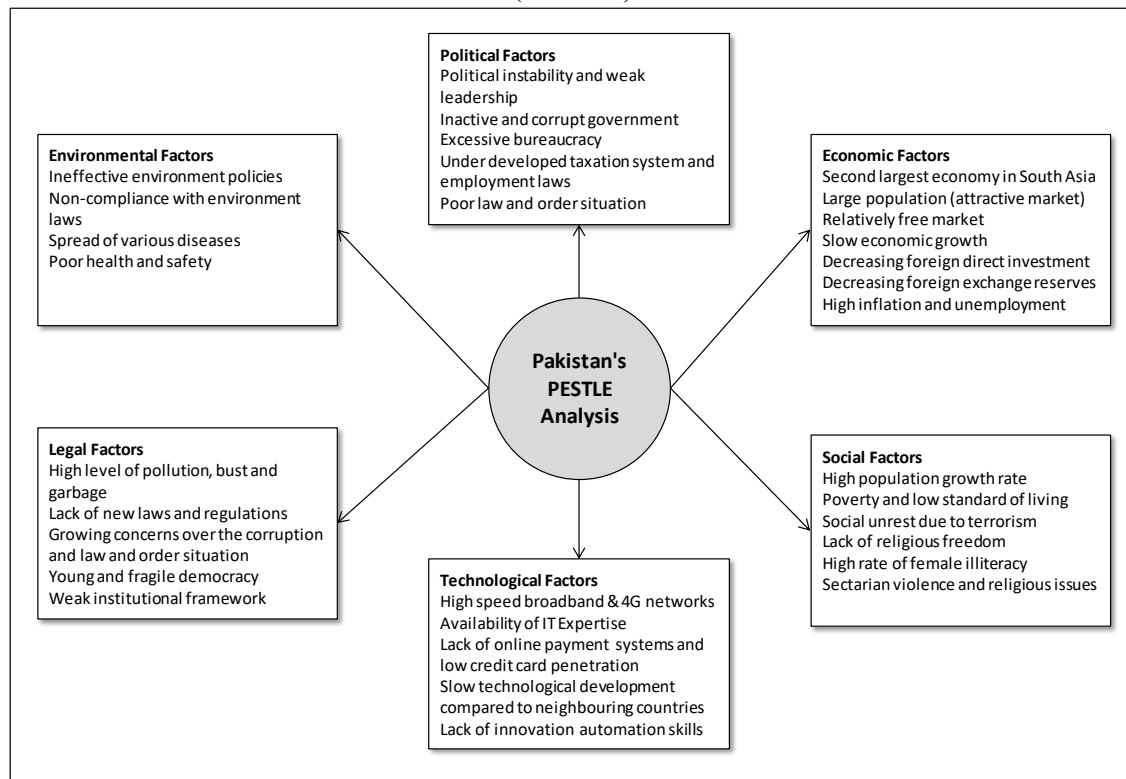 Political Factors
Political instability and weak
leadership
Inactive and corrupt government
Excessive bureaucracy
Under developed taxation system and
employment laws
Poor law and order situation
Environmental Factors
Ineffective environment policies
Non-compliance with environment
laws
Spread of various diseases
Poor health and safety
Economic Factors
Second largest economy in South Asia
Large population (attractive market)
Relatively free market
Slow economic growth
Decreasing foreign direct investment
Decreasing foreign exchange reserves
High inflation and unemployment
Pakistan's
PESTLE
Analysis
Legal Factors
High level of pollution, bust and
garbage
Lack of new laws and regulations
Growing concerns over the corruption
and law and order situation
Young and fragile democracy
Weak institutional framework
Social Factors
High population growth rate
Poverty and low standard of living
Social unrest due to terrorism
Lack of religious freedom
High rate of female illiteracy
Sectarian violence and religious issues
Technological Factors
High speed broadband & 4G networks
Availability of IT Expertise
Lack of online payment systems and
low credit card penetration
Slow technological development
compared to neighbouring countries
Lack of innovation automation skills